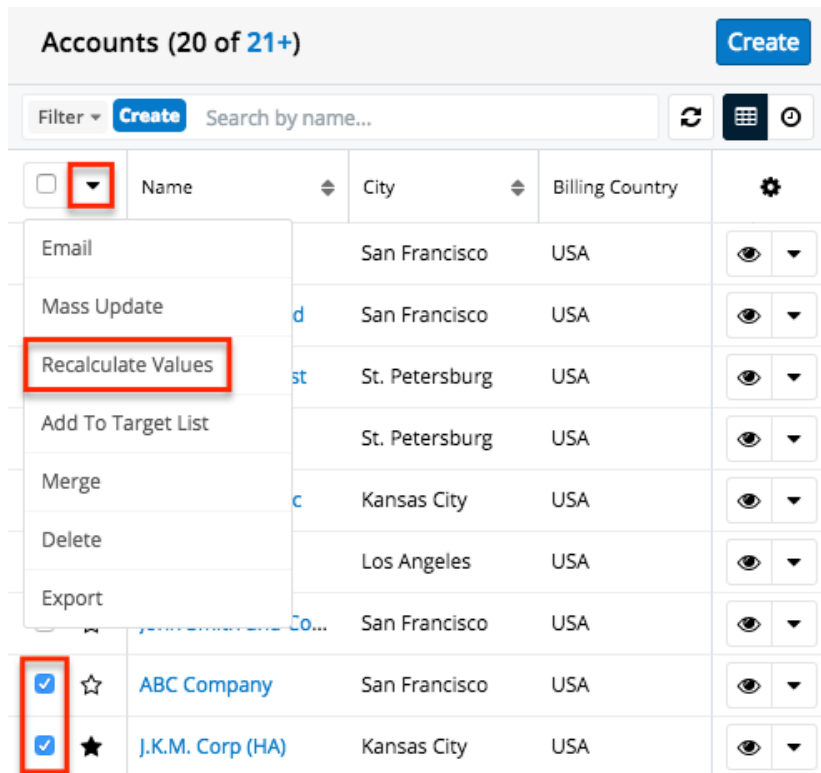 Accounts (20 of 21+) Create
Filter Create Search by name...
Name City Billing Country
Email San Francisco USA
Mass Update d San Francisco USA
Recalculate Values st St. Petersburg USA
Add To Target List St. Petersburg USA
Merge c Kansas City USA
Delete Los Angeles USA
Export
Co... San Francisco USA
ABC Company San Francisco USA
J.K.M. Corp (HA) Kansas City USA